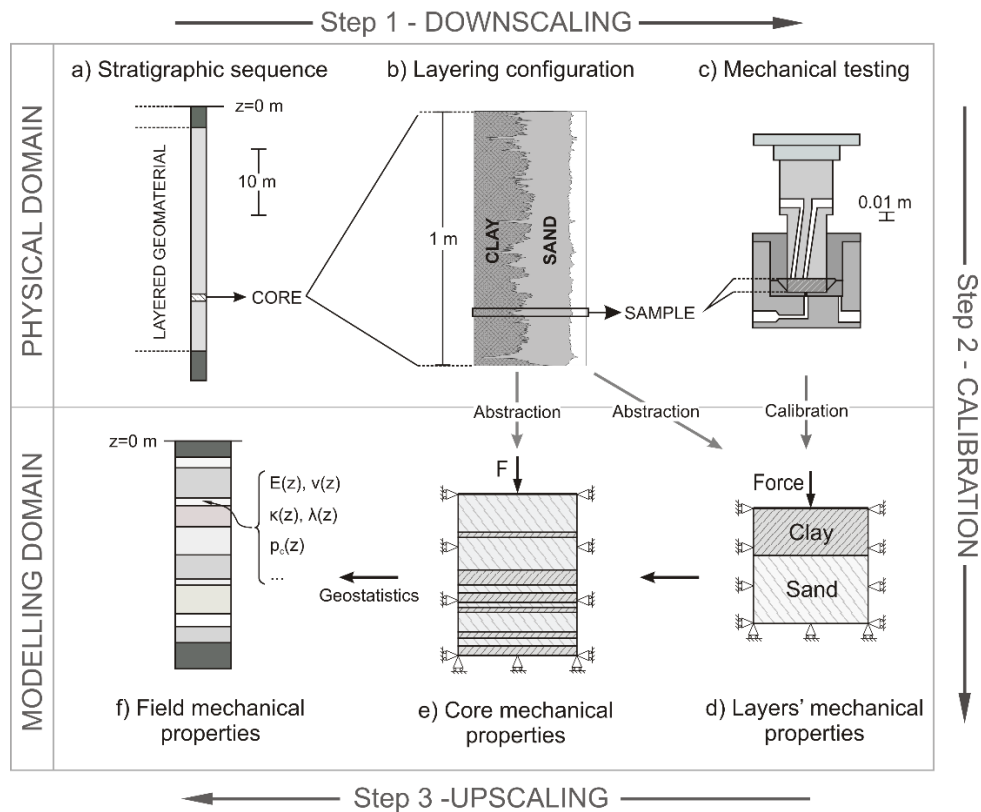 Step 1 - DOWNSCALING
PHYSICAL DOMAIN
a) Stratigraphic sequence
z=0 m
LAYERED GEOMATERIAL
10 m
CORE
b) Layering configuration
1 m
CLAY
SAND
SAMPLE
c) Mechanical testing
0.01 m
Step 2 - CALIBRATION
Abstraction
Abstraction
Calibration
MODELLING DOMAIN
z=0 m
E(z), ν(z)
κ(z), λ(z)
pc(z)
...
Geostatistics
F
Force
Clay
Sand
f) Field mechanical
properties
e) Core mechanical
properties
d) Layers' mechanical
properties
Step 3 -UPSCALING